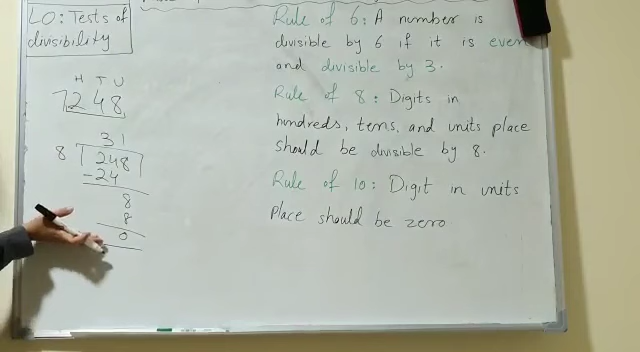 LO: Tests of
divisibility
H T U
7248
31
8 248
-24
8
8
0
Rule of 6: A number is
divisible by 6 if it is even
and divisible by 3.
Rule of 8: Digits in
hundreds, tens, and units place
should be divisible by 8.
Rule of 10: Digit in units
place should be zero